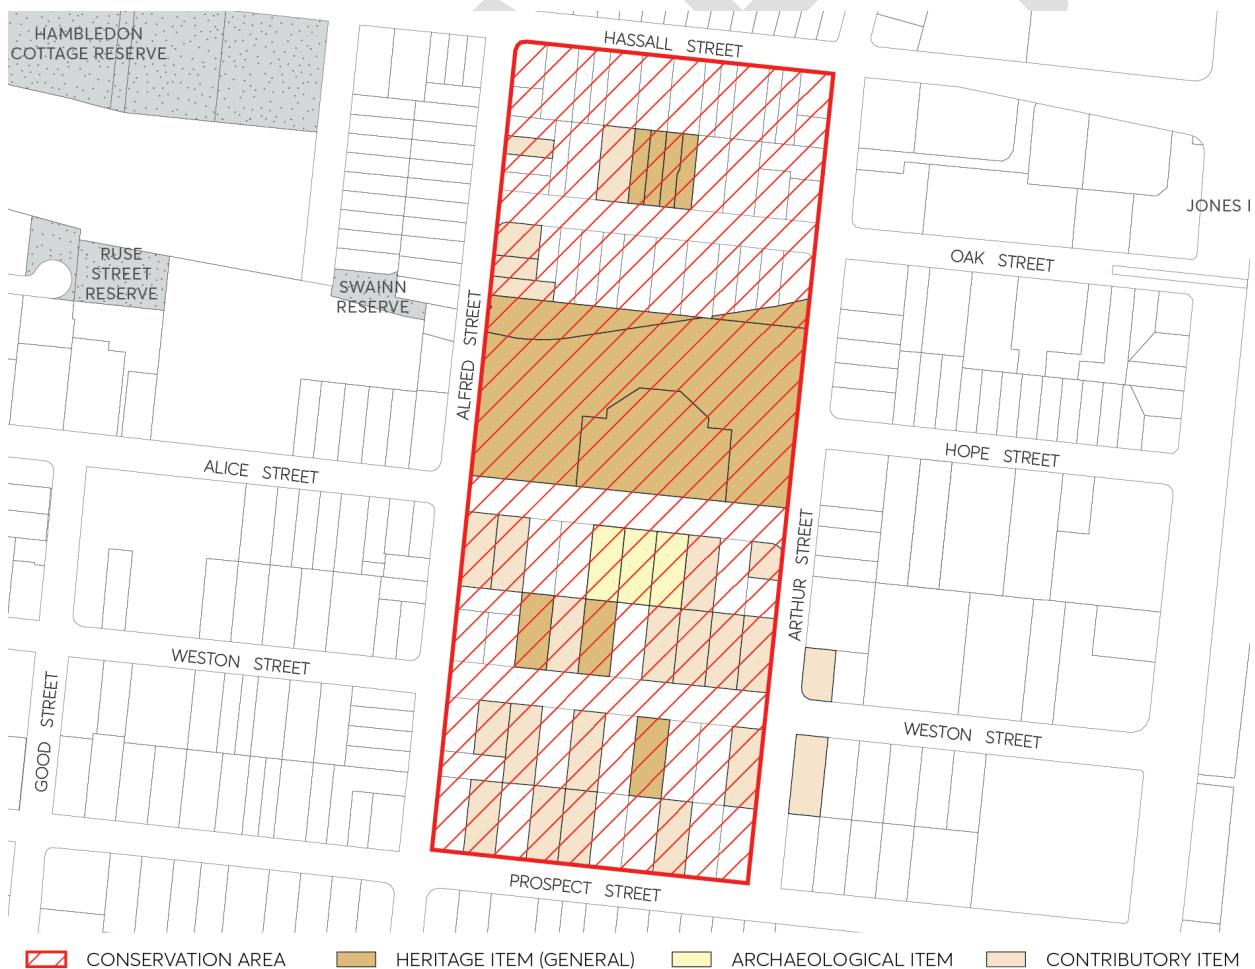 HAMBLEDON
COTTAGE RESERVE
HASSALL STREET
JONES
RUSE
STREET
RESERVE
SWAINN
RESERVE
OAK STREET
ALFRED STREET
ALICE STREET
HOPE STREET
ARTHUR STREET
WESTON STREET
GOOD STREET
WESTON STREET
PROSPECT STREET
CONSERVATION AREA
HERITAGE ITEM (GENERAL)
ARCHAEOLOGICAL ITEM
CONTRIBUTORY ITEM